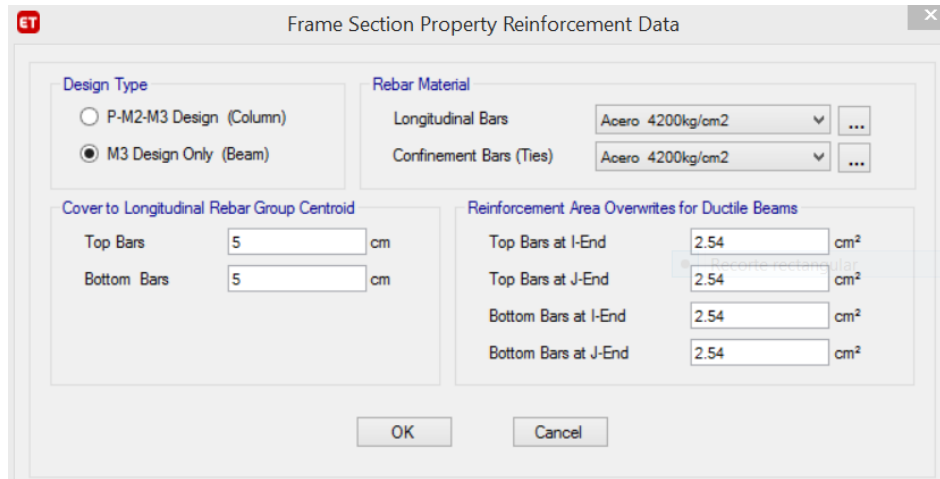 ET
Frame Section Property Reinforcement Data
Design Type
P-M2-M3 Design (Column)
M3 Design Only (Beam)
Rebar Material
Longitudinal Bars
Acero 4200kg/cm2
...
Confinement Bars (Ties)
Acero 4200kg/cm2
...
Cover to Longitudinal Rebar Group Centroid
Top Bars 5 cm
Bottom Bars 5 cm
Reinforcement Area Overwrites for Ductile Beams
Top Bars at I-End 2.54 cm²
Recorte rectangular
Top Bars at J-End 2.54 cm²
Bottom Bars at I-End 2.54 cm²
Bottom Bars at J-End 2.54 cm²
OK Cancel